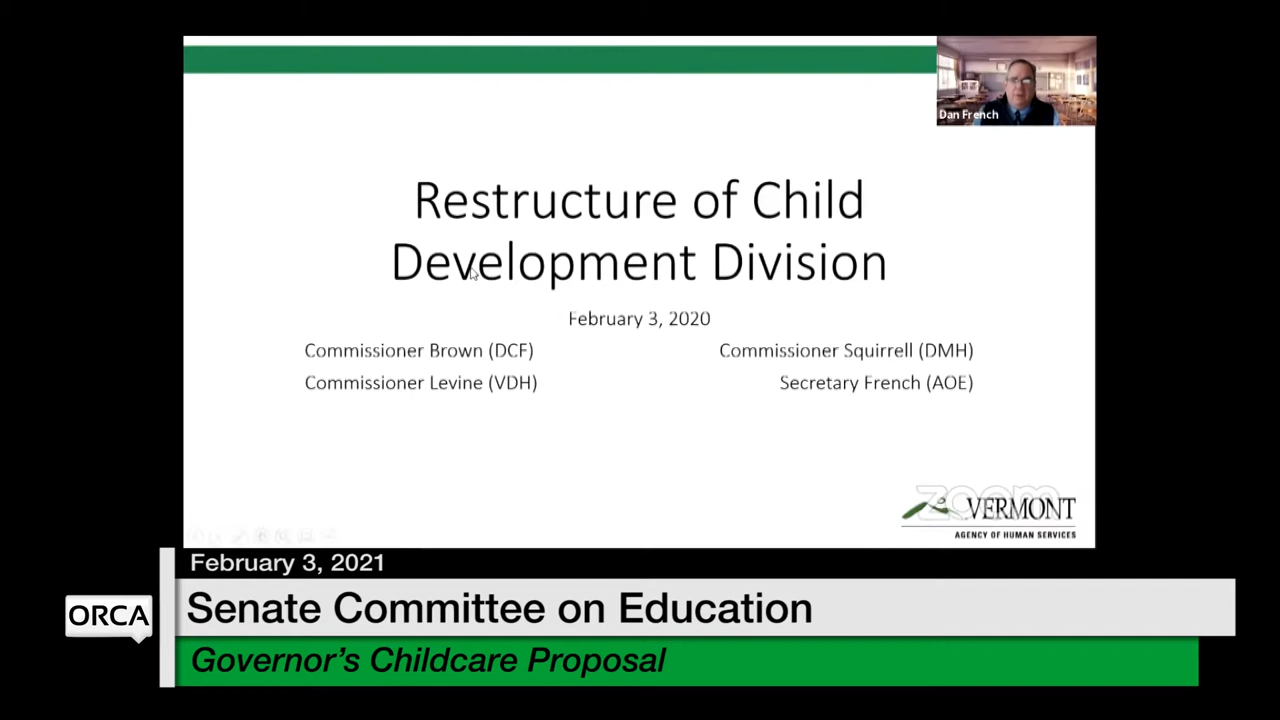 Dan French
Restructure of Child
Development Division
February 3, 2020
Commissioner Brown (DCF)
Commissioner Squirrell (DMH)
Commissioner Levine (VDH)
Secretary French (AOE)
zoom
VERMONT
AGENCY OF HUMAN SERVICES
February 3, 2021
ORCA
Senate Committee on Education
Governor's Childcare Proposal